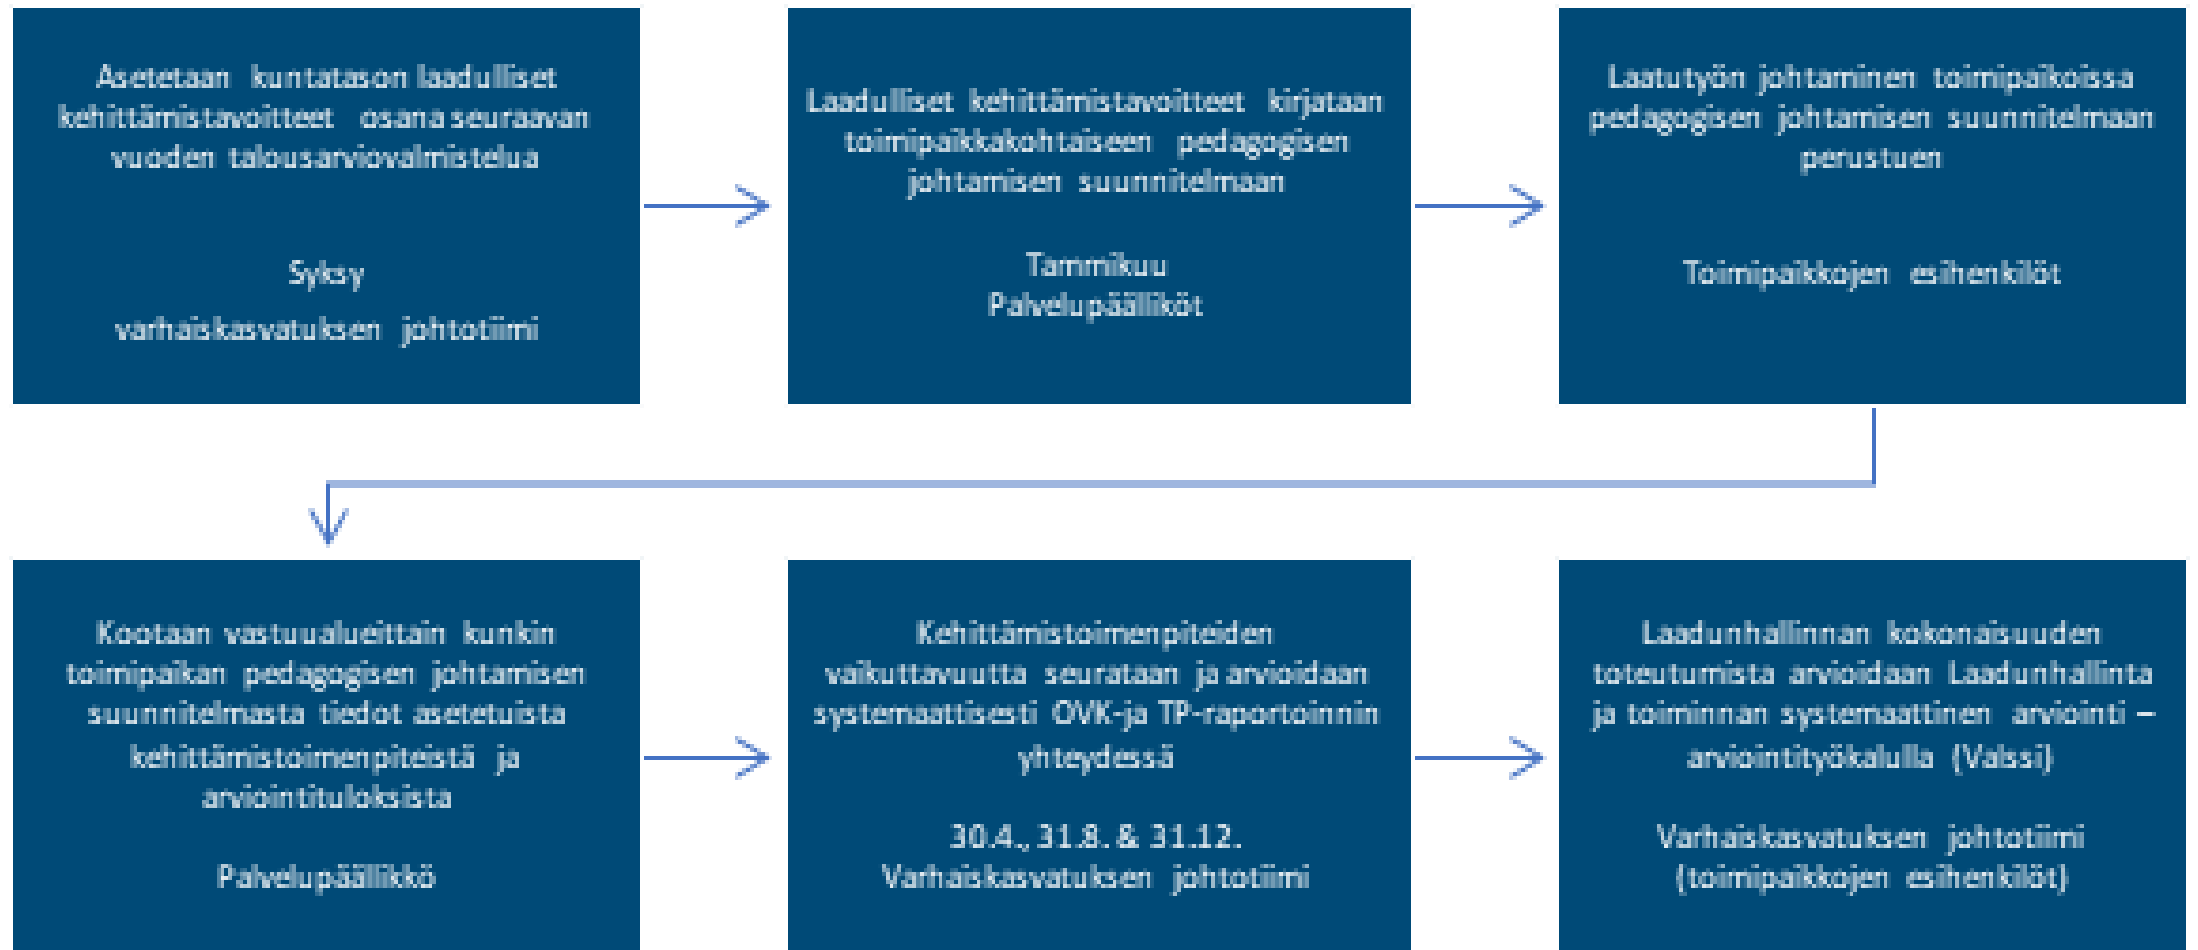 Asetetaan kuntatason laadulliset
kehittämistavoitteet osana seuraavan
vuoden talousarviovalmistelua
Syksy
varhaiskasvatuksen johtotiimi
Laadulliset kehittämistavoitteet kirjataan
toimipaikkakohtaiseen pedagogisen
johtamisen suunnitelmaan
Tammikuu
Palvelupäälliköt
Laatutyön johtaminen toimipaikoissa
pedagogisen johtamisen suunnitelmaan
perustuen
Toimipaikkojen esihenkilöt
Kootaan vastuualueittain kunkin
toimipaikan pedagogisen johtamisen
suunnitelmasta tiedot asetetuista
kehittämistoimenpiteistä ja
arviointituloksista
Palvelupäällikkö
Kehittämistoimenpiteiden
vaikuttavuutta seurataan ja arvioidaan
systemaattisesti OVK-ja TP-raportoinnin
yhteydessä
30.4., 31.8. & 31.12.
Varhaiskasvatuksen johtotiimi
Laadunhallinnan kokonaisuuden
toteutumista arvioidaan Laadunhallinta
ja toiminnan systemaattinen arviointi –
arviointityökalulla (Valssi)
Varhaiskasvatuksen johtotiimi
(toimipaikkojen esihenkilöt)